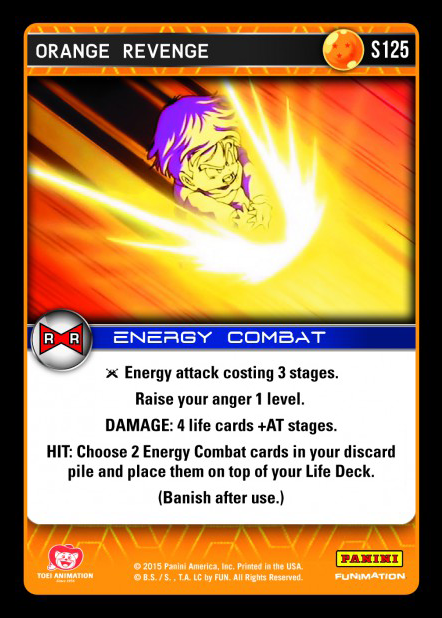 ORANGE REVENGE
S125
R R
ENERGY COMBAT
Energy attack costing 3 stages.
Raise your anger 1 level.
DAMAGE: 4 life cards +AT stages.
HIT: Choose 2 Energy Combat cards in your discard
pile and place them on top of your Life Deck.
(Banish after use.)
TOEI ANIMATION
Since 1956
© 2015 Panini America, Inc. Printed in the USA.
© B.S. / S. , T.A. LC by FUN. All Rights Reserved.
PANINI
FUNIMATION